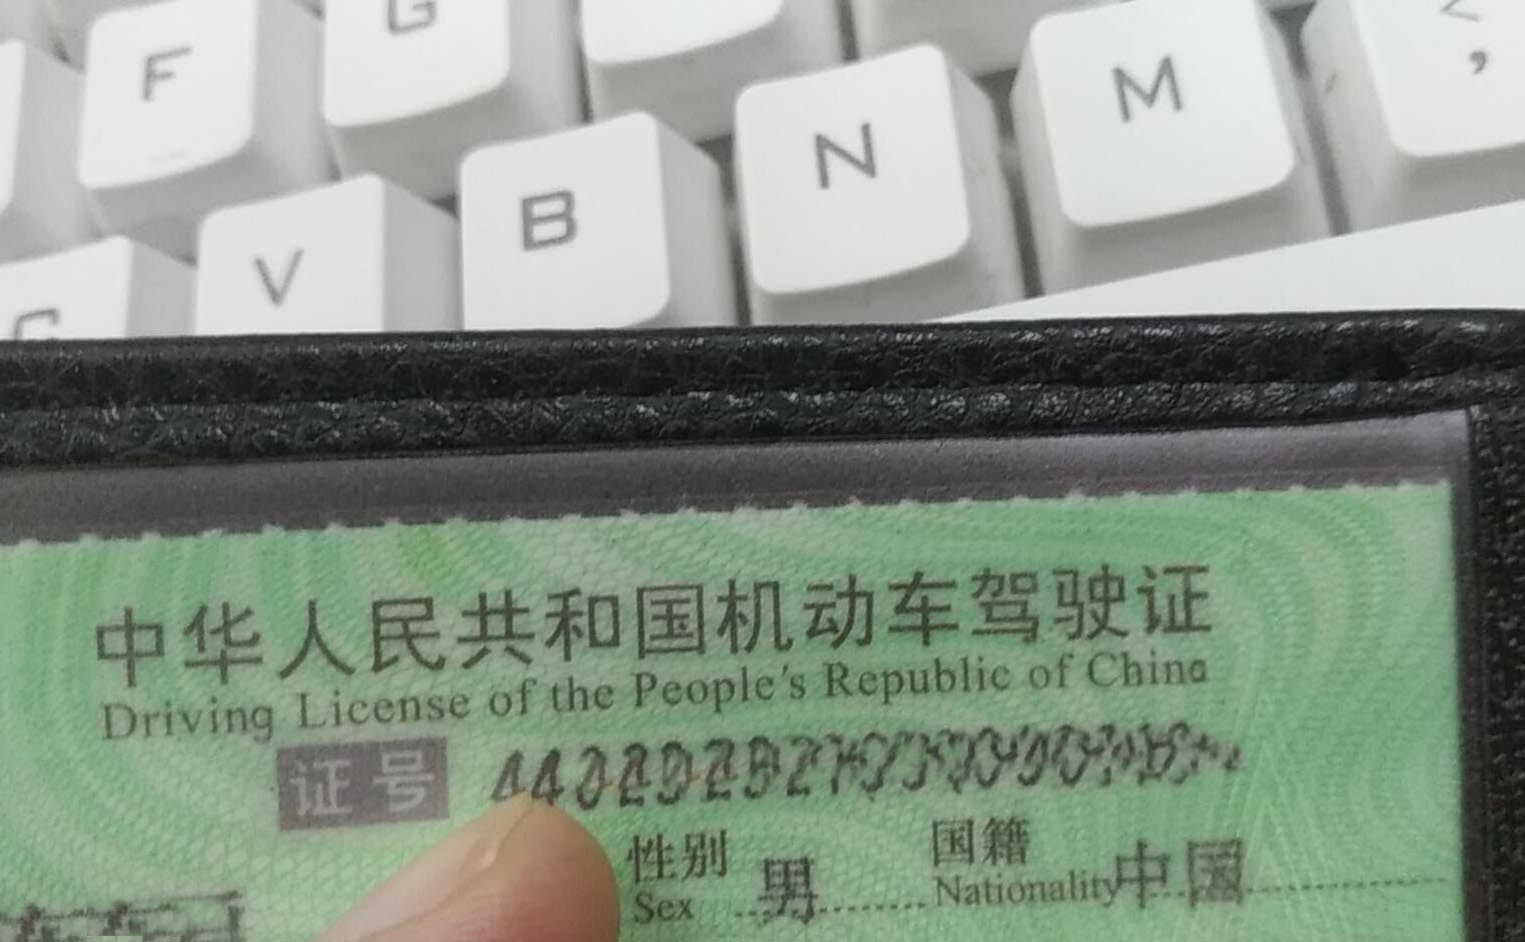 G
F
< ,
M
N
B
V
C
中华人民共和国机动车驾驶证
Driving License of the People's Republic of China
证号
性别 男 国籍 中国
Sex Nationality